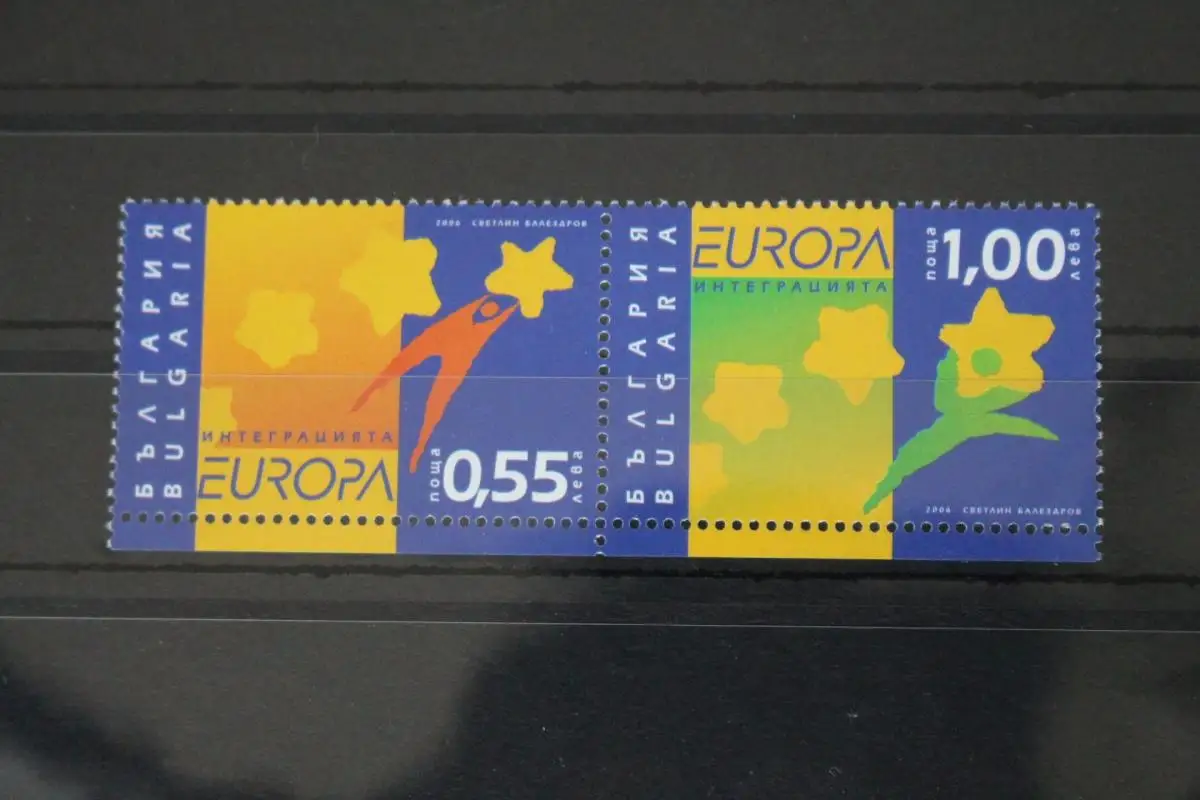 БЪЛГАРИЯ
BULGARIA
2006 СВЕТЛИН БАЛЕЗДРОВ
ИНТЕГРАЦИЯТА
EUROPA
поща 0,55 лева
БЪЛГАРИЯ
BULGARIA
EUROPA
ИНТЕГРАЦИЯТА
поща 1,00 лева
2006 СВЕТЛИН БАЛЕЗДРОВ